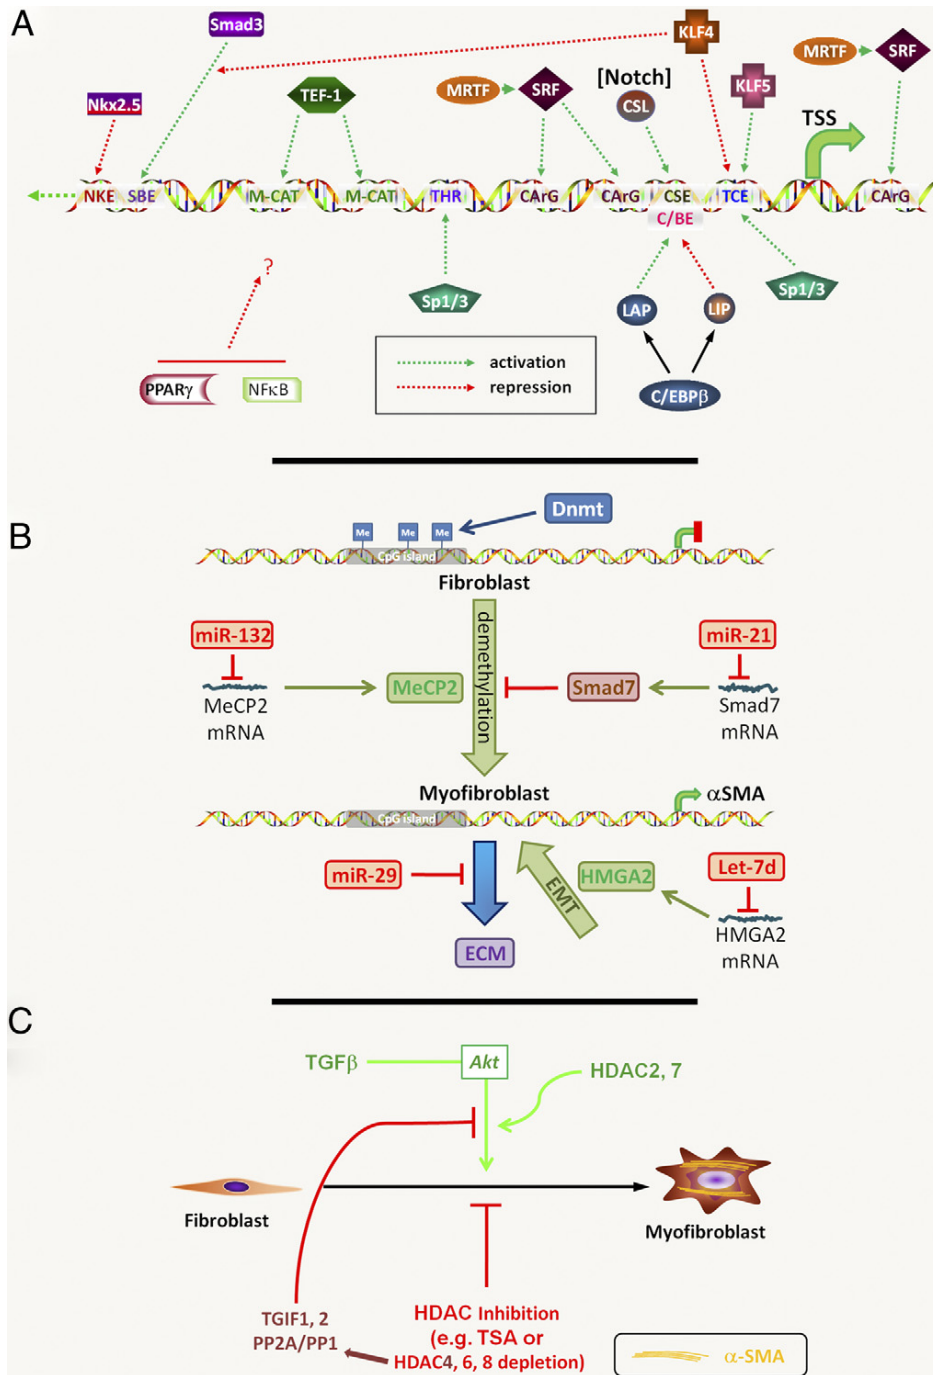 A
Smad3
KLF4
Nkx2.5
TEF-1
MRTF
SRF
[Notch]
CSL
KLF5
TSS
MRTF
SRF
NKE
SBE
M-CAT
M-CAT
THR
CArG
CArG
CSE
TCE
CArG
C/BE
?
Sp1/3
LAP
LIP
Sp1/3
activation
repression
PPARγ
NFκB
C/EBPβ
B
Dnmt
Me
Me
Me
CpG island
Fibroblast
miR-132
miR-21
demethylation
MeCP2
mRNA
MeCP2
Smad7
Smad7
mRNA
Myofibroblast
αSMA
CpG island
miR-29
HMGA2
Let-7d
EMT
ECM
HMGA2
mRNA
C
TGFβ
Akt
HDAC2, 7
Fibroblast
Myofibroblast
TGIF1, 2
PP2A/PP1
HDAC Inhibition
(e.g. TSA or
HDAC4, 6, 8 depletion)
α-SMA